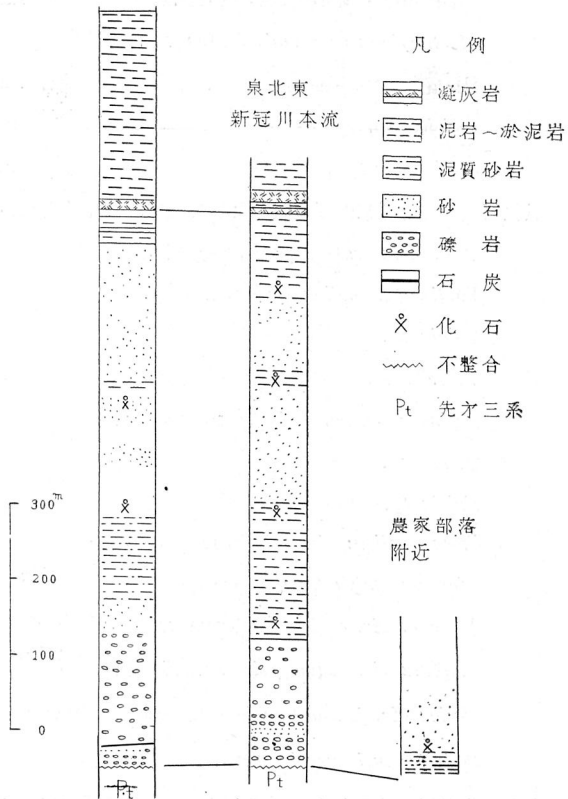 凡 例
泉北東
新冠川本流
凝灰岩
泥岩～淤泥岩
泥質砂岩
砂 岩
礫 岩
石 炭
化 石
不整合
Pt 先才三系
300m
200
100
0
農家部落
附近
Pt
Pt